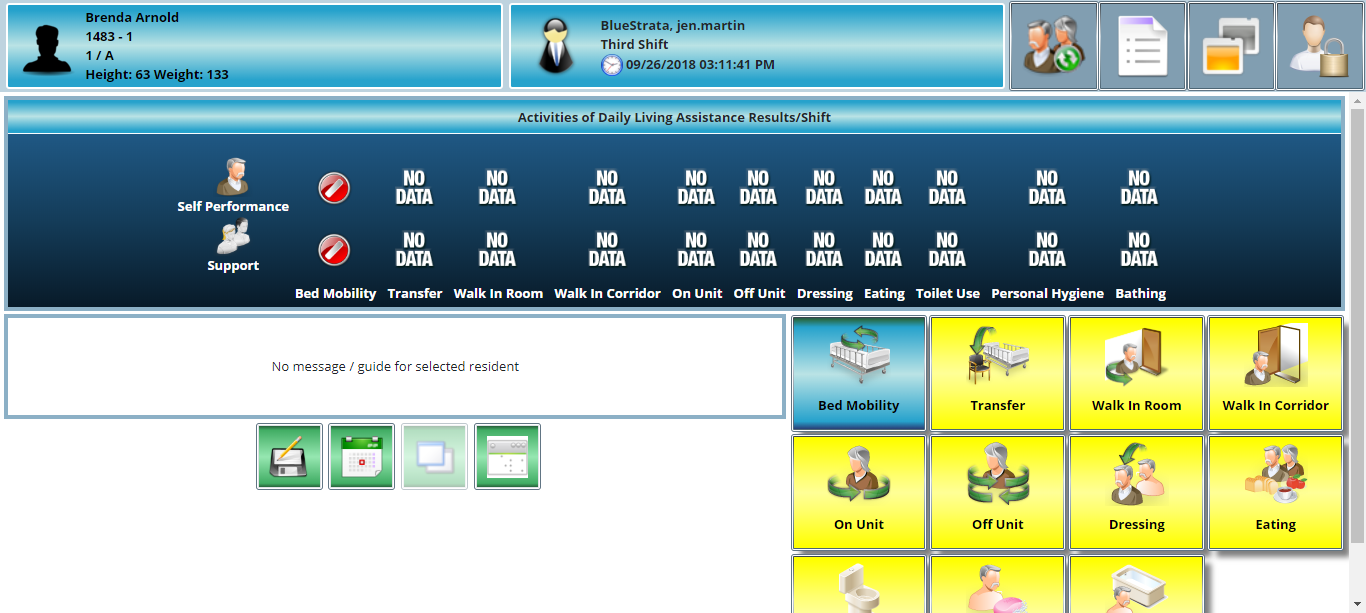 Brenda Arnold
1483 - 1
1 / A
Height: 63 Weight: 133
BlueStrata, jen.martin
Third Shift
09/26/2018 03:11:41 PM
Activities of Daily Living Assistance Results/Shift
Self Performance
NO DATA NO DATA NO DATA NO DATA NO DATA NO DATA NO DATA NO DATA NO DATA NO DATA
Support
NO DATA NO DATA NO DATA NO DATA NO DATA NO DATA NO DATA NO DATA NO DATA NO DATA
Bed Mobility Transfer Walk In Room Walk In Corridor On Unit Off Unit Dressing Eating Toilet Use Personal Hygiene Bathing
No message / guide for selected resident
Bed Mobility Transfer Walk In Room Walk In Corridor
On Unit Off Unit Dressing Eating